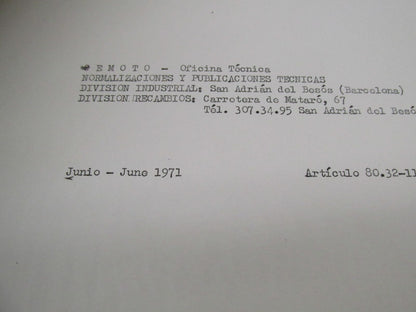 E M O T O - Oficina Técnica
NORMALIZACIONES Y PUBLICACIONES TECNICAS
DIVISION INDUSTRIAL: San Adrián del Besós (Barcelona)
DIVISION RECAMBIOS: Carretera de Mataró, 67
Tél. 307.34.95 San Adrián del Besó
Junio - June 1971
Artículo 80.32-11